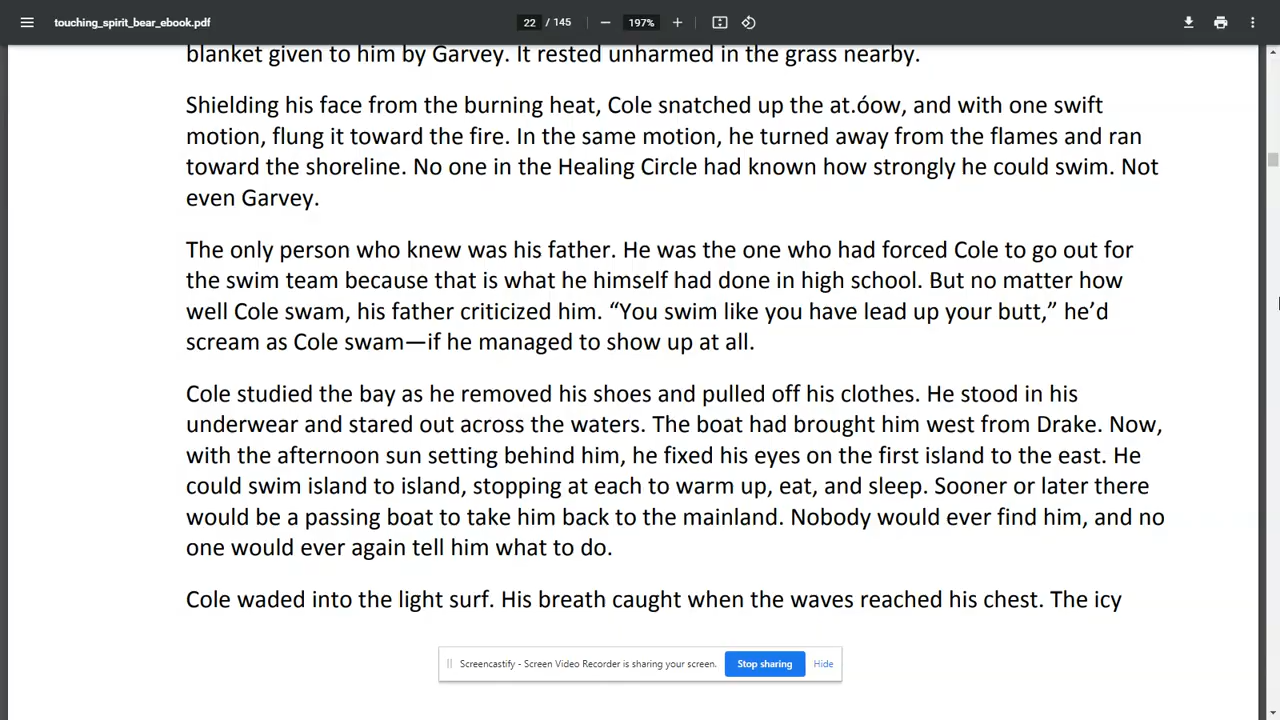 touching_spirit_bear_ebook.pdf
22 / 145
197%
blanket given to him by Garvey. It rested unharmed in the grass nearby.
Shielding his face from the burning heat, Cole snatched up the at.óow, and with one swift
motion, flung it toward the fire. In the same motion, he turned away from the flames and ran
toward the shoreline. No one in the Healing Circle had known how strongly he could swim. Not
even Garvey.
The only person who knew was his father. He was the one who had forced Cole to go out for
the swim team because that is what he himself had done in high school. But no matter how
well Cole swam, his father criticized him. “You swim like you have lead up your butt,” he’d
scream as Cole swam—if he managed to show up at all.
Cole studied the bay as he removed his shoes and pulled off his clothes. He stood in his
underwear and stared out across the waters. The boat had brought him west from Drake. Now,
with the afternoon sun setting behind him, he fixed his eyes on the first island to the east. He
could swim island to island, stopping at each to warm up, eat, and sleep. Sooner or later there
would be a passing boat to take him back to the mainland. Nobody would ever find him, and no
one would ever again tell him what to do.
Cole waded into the light surf. His breath caught when the waves reached his chest. The icy
Screencastify - Screen Video Recorder is sharing your screen.
Stop sharing
Hide